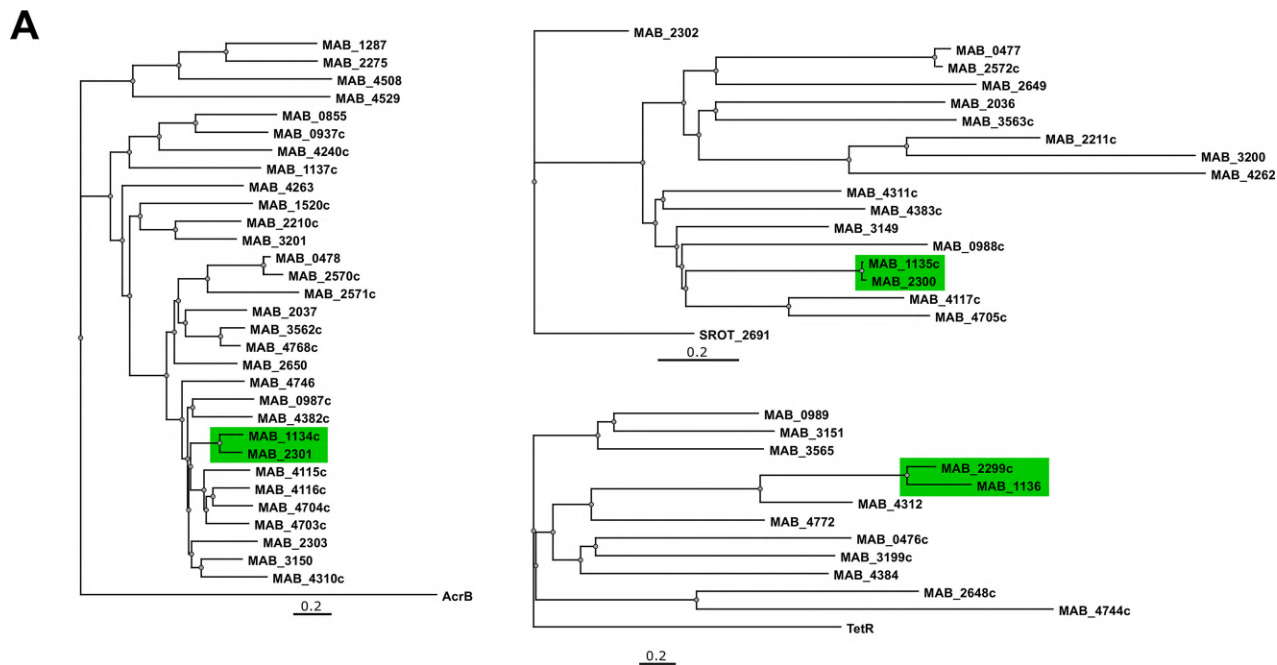 A
MAB_1287
MAB_2275
MAB_4508
MAB_4529
MAB_0855
MAB_0937c
MAB_4240c
MAB_1137c
MAB_4263
MAB_1520c
MAB_2210c
MAB_3201
MAB_0478
MAB_2570c
MAB_2571c
MAB_2037
MAB_3562c
MAB_4768c
MAB_2650
MAB_4746
MAB_0987c
MAB_4382c
MAB_1134c
MAB_2301
MAB_4115c
MAB_4116c
MAB_4704c
MAB_4703c
MAB_2303
MAB_3150
MAB_4310c
AcrB
0.2
MAB_2302
MAB_0477
MAB_2572c
MAB_2649
MAB_2036
MAB_3563c
MAB_2211c
MAB_3200
MAB_4262
MAB_4311c
MAB_4383c
MAB_3149
MAB_0988c
MAB_1135c
MAB_2300
MAB_4117c
MAB_4705c
SROT_2691
0.2
MAB_0989
MAB_3151
MAB_3565
MAB_2299c
MAB_1136
MAB_4312
MAB_4772
MAB_0476c
MAB_3199c
MAB_4384
MAB_2648c
MAB_4744c
TetR
0.2